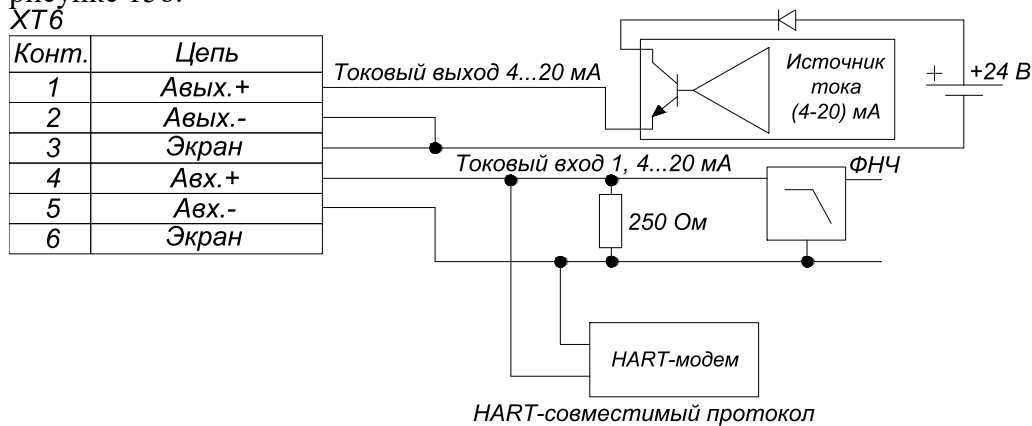 рисунке 156.
XT6
Конт. Цепь
1 Авых.+
2 Авых.-
3 Экран
4 Авх.+
5 Авх.-
6 Экран
Токовый выход 4...20 мА
Источник
тока
(4-20) мА
+
+24 В
Токовый вход 1, 4...20 мА
ФНЧ
250 Ом
HART-модем
HART-совместимый протокол